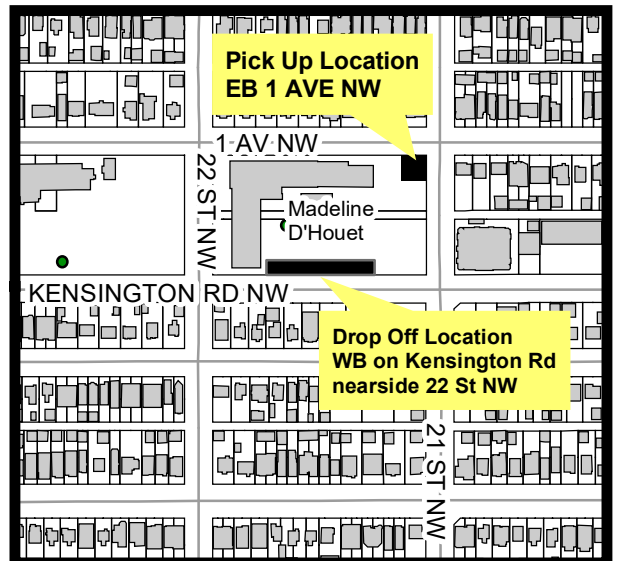 Pick Up Location
EB 1 AVE NW
1 AV NW
22 ST NW
Madeline
D'Houet
KENSINGTON RD NW
Drop Off Location
WB on Kensington Rd
nearside 22 St NW
21 ST NW